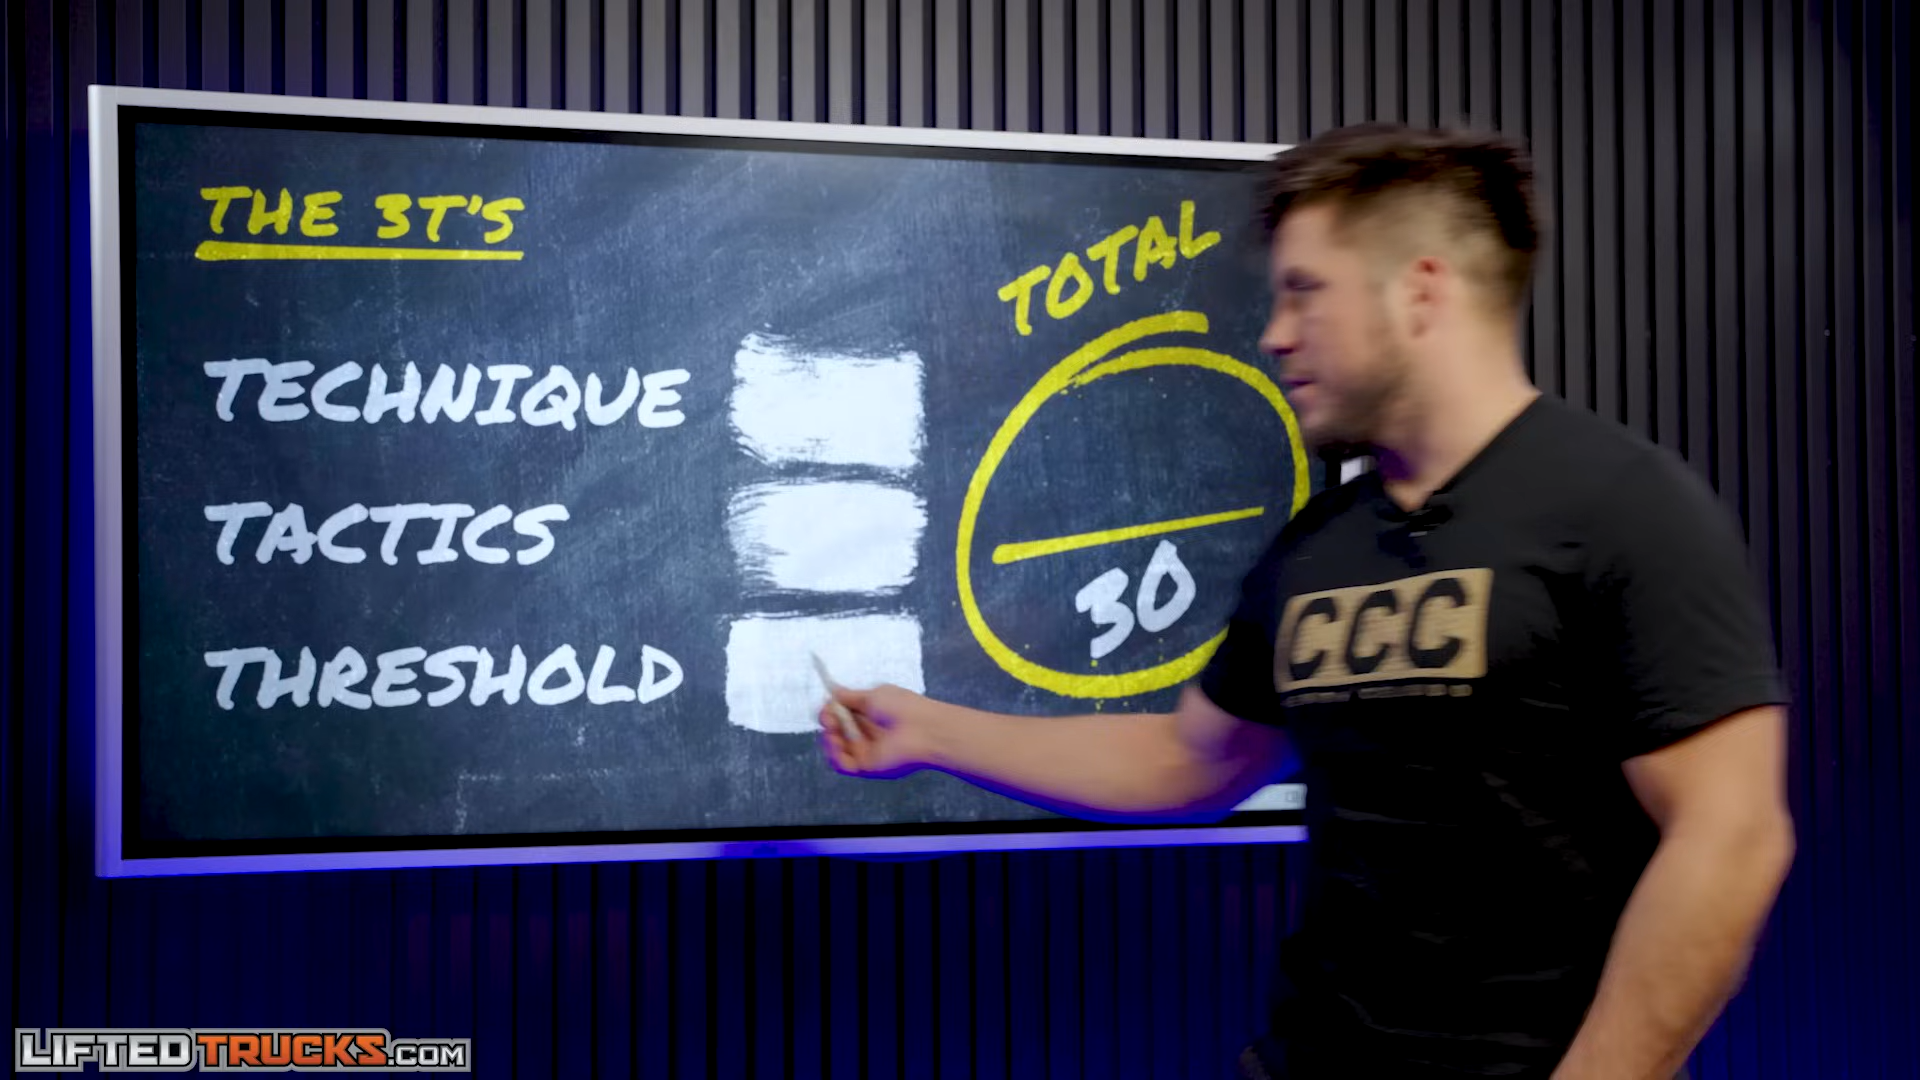 THE 3T'S
TOTAL
TECHNIQUE
TACTICS
30
THRESHOLD
CCC
LIFTEDTRUCKS.COM